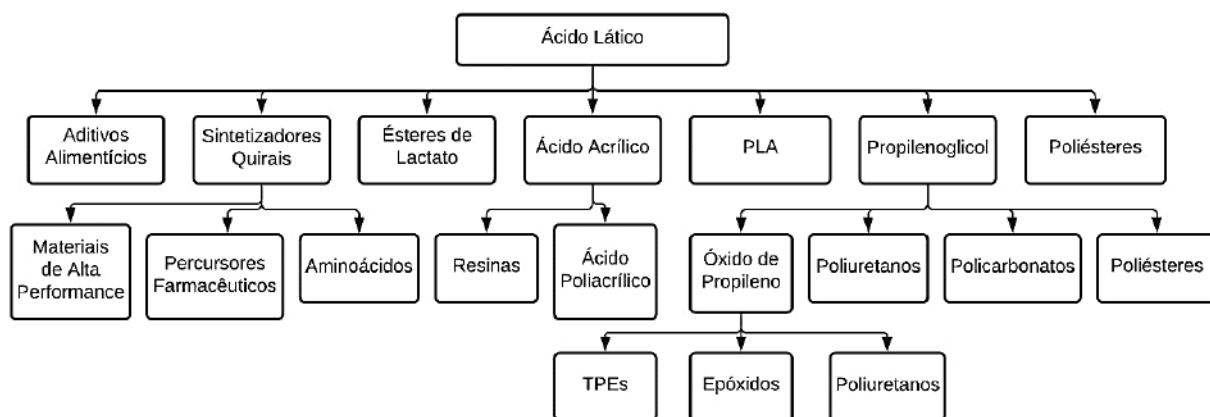 Ácido Lático
Aditivos
Alimentícios
Sintetizadores
Quirais
Ésteres de
Lactato
Ácido Acrílico
PLA
Propilenoglicol
Poliésteres
Materiais
de Alta
Performance
Percursores
Farmacêuticos
Aminoácidos
Resinas
Ácido
Poliacrílico
Óxido de
Propileno
Poliuretanos
Policarbonatos
Poliésteres
TPEs
Epóxidos
Poliuretanos